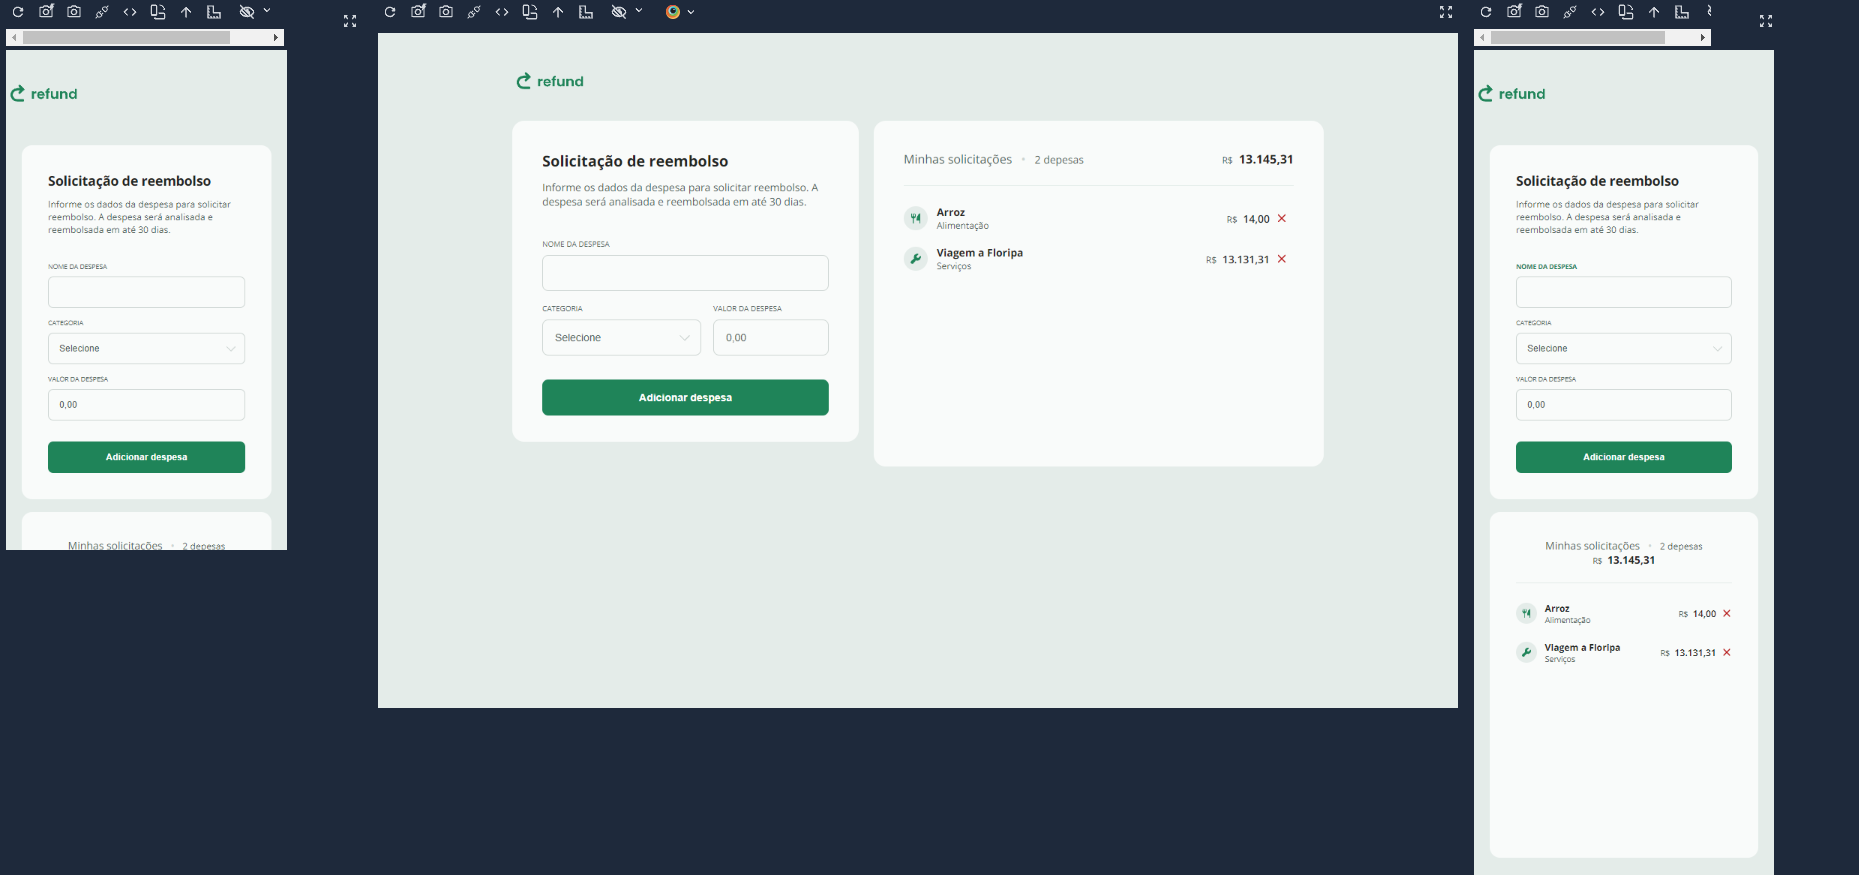 refund
Solicitação de reembolso
Informe os dados da despesa para solicitar
reembolso. A despesa será analisada e
reembolsada em até 30 dias.
NOME DA DESPESA
CATEGORIA
Selecione
VALOR DA DESPESA
0,00
Adicionar despesa
Minhas solicitações • 2 depesas
refund
Solicitação de reembolso
Informe os dados da despesa para solicitar reembolso. A
despesa será analisada e reembolsada em até 30 dias.
NOME DA DESPESA
CATEGORIA VALOR DA DESPESA
Selecione 0,00
Adicionar despesa
Minhas solicitações • 2 depesas R$ 13.145,31
Arroz
Alimentação
R$ 14,00
Viagem a Floripa
Serviços
R$ 13.131,31
refund
Solicitação de reembolso
Informe os dados da despesa para solicitar
reembolso. A despesa será analisada e
reembolsada em até 30 dias.
NOME DA DESPESA
CATEGORIA
Selecione
VALOR DA DESPESA
0,00
Adicionar despesa
Minhas solicitações • 2 depesas
R$ 13.145,31
Arroz
Alimentação
R$ 14,00
Viagem a Floripa
Serviços
R$ 13.131,31